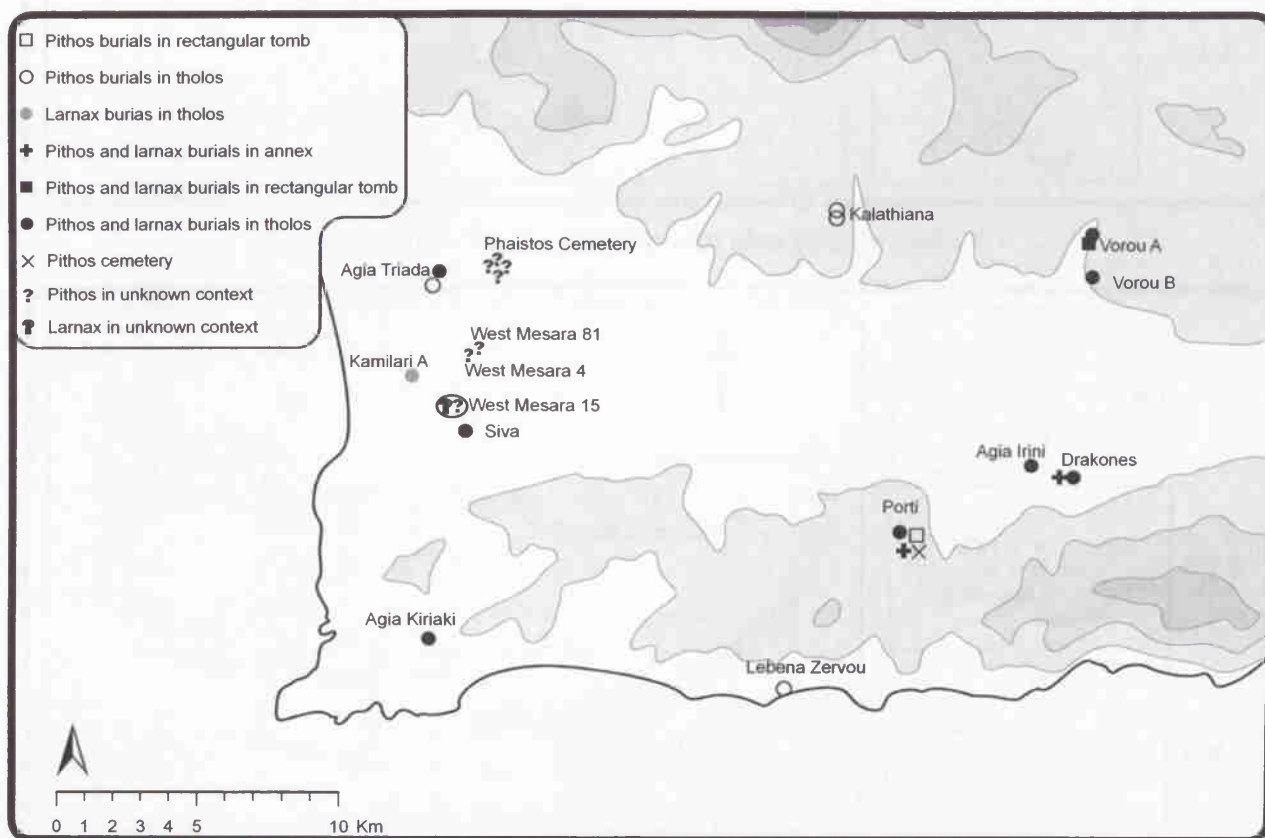 Pithos burials in rectangular tomb
Pithos burials in tholos
Larnax burias in tholos
Pithos and larnax burials in annex
Pithos and larnax burials in rectangular tomb
Pithos and larnax burials in tholos
Pithos cemetery
? Pithos in unknown context
Larnax in unknown context
Kalathiana
Phaistos Cemetery
Vorou A
Agia Triada
Vorou B
West Mesara 81
Kamilari A
West Mesara 4
West Mesara 15
Siva
Agia Irini
Drakones
Porti
Agia Kiriaki
Lebena Zervou
0 1 2 3 4 5 10 Km